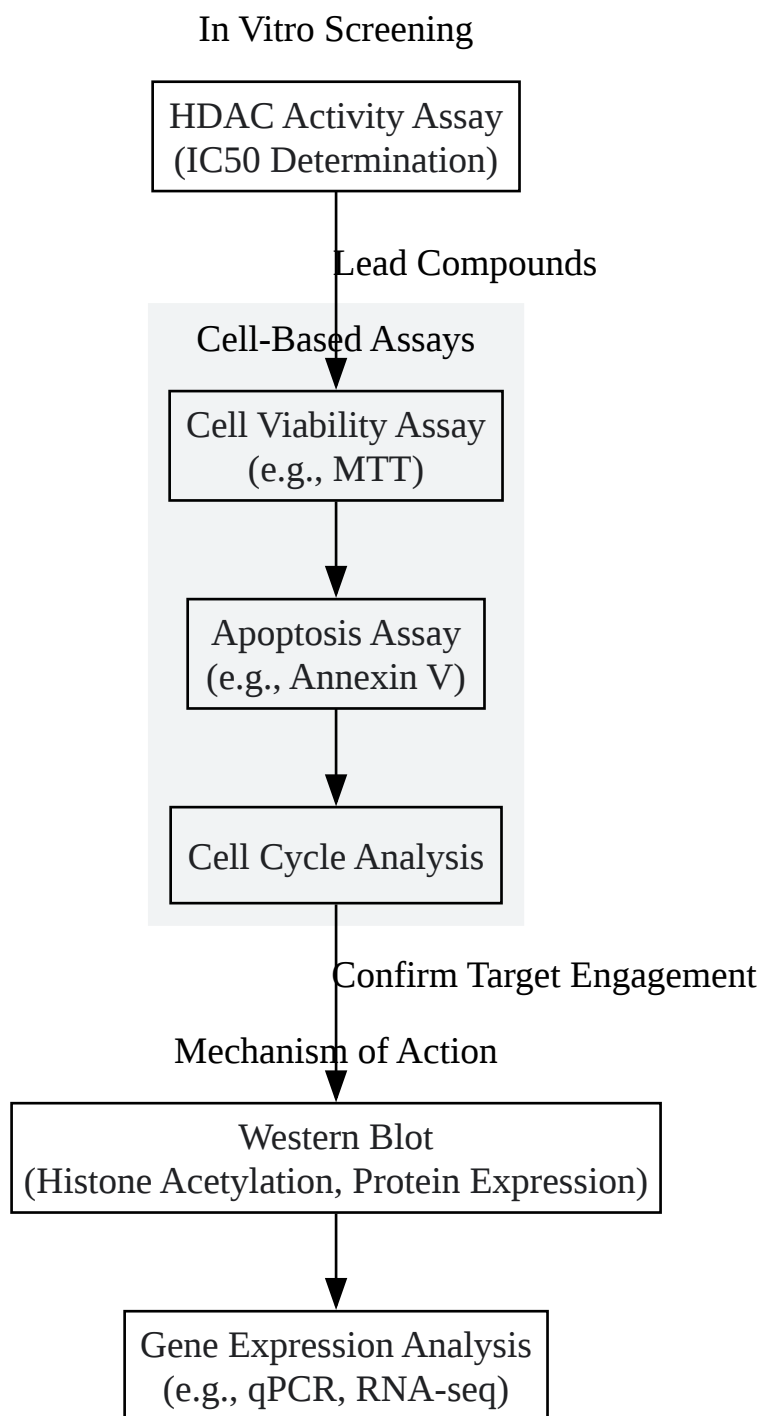 In Vitro Screening
HDAC Activity Assay
(IC50 Determination)
Lead Compounds
Cell-Based Assays
Cell Viability Assay
(e.g., MTT)
Apoptosis Assay
(e.g., Annexin V)
Cell Cycle Analysis
Confirm Target Engagement
Mechanism of Action
Western Blot
(Histone Acetylation, Protein Expression)
Gene Expression Analysis
(e.g., qPCR, RNA-seq)